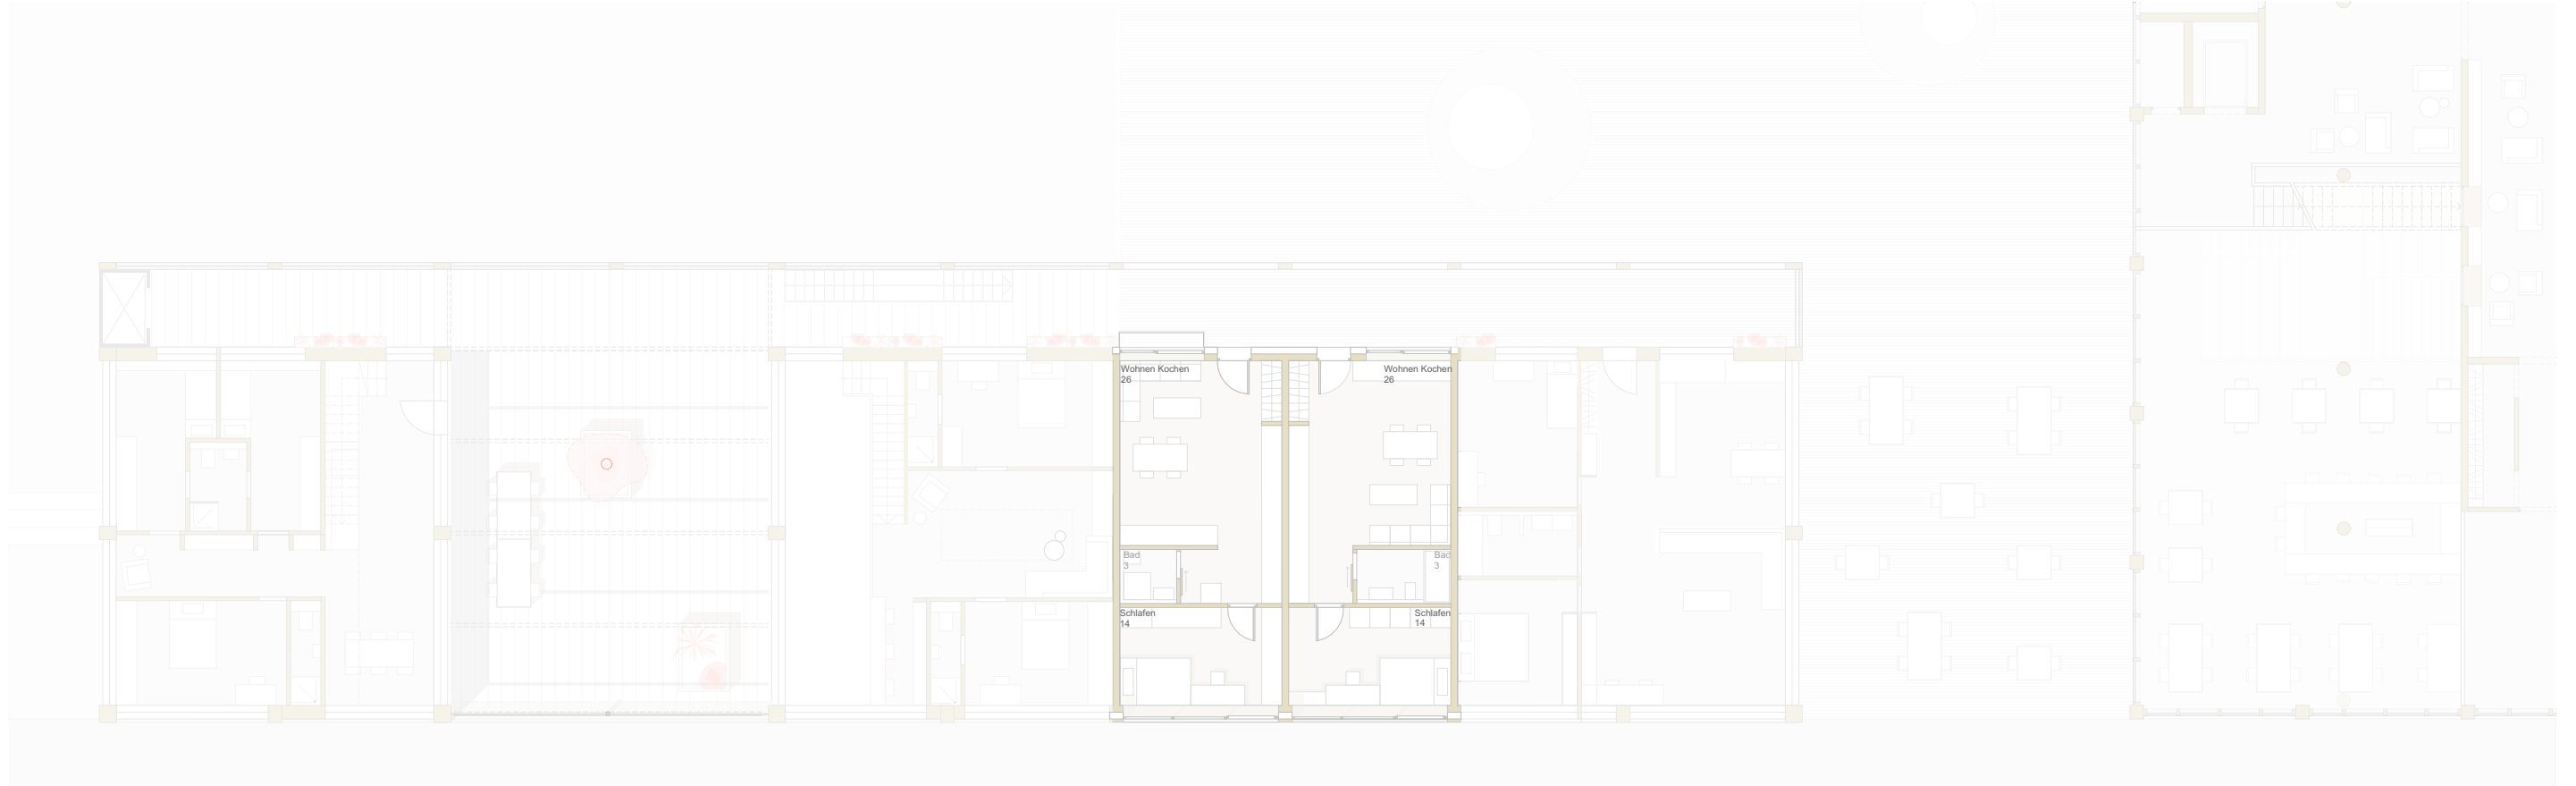 Wohnen Kochen
26
Wohnen Kochen
26
Bad
3
Bad
3
Schlafen
14
Schlafen
14